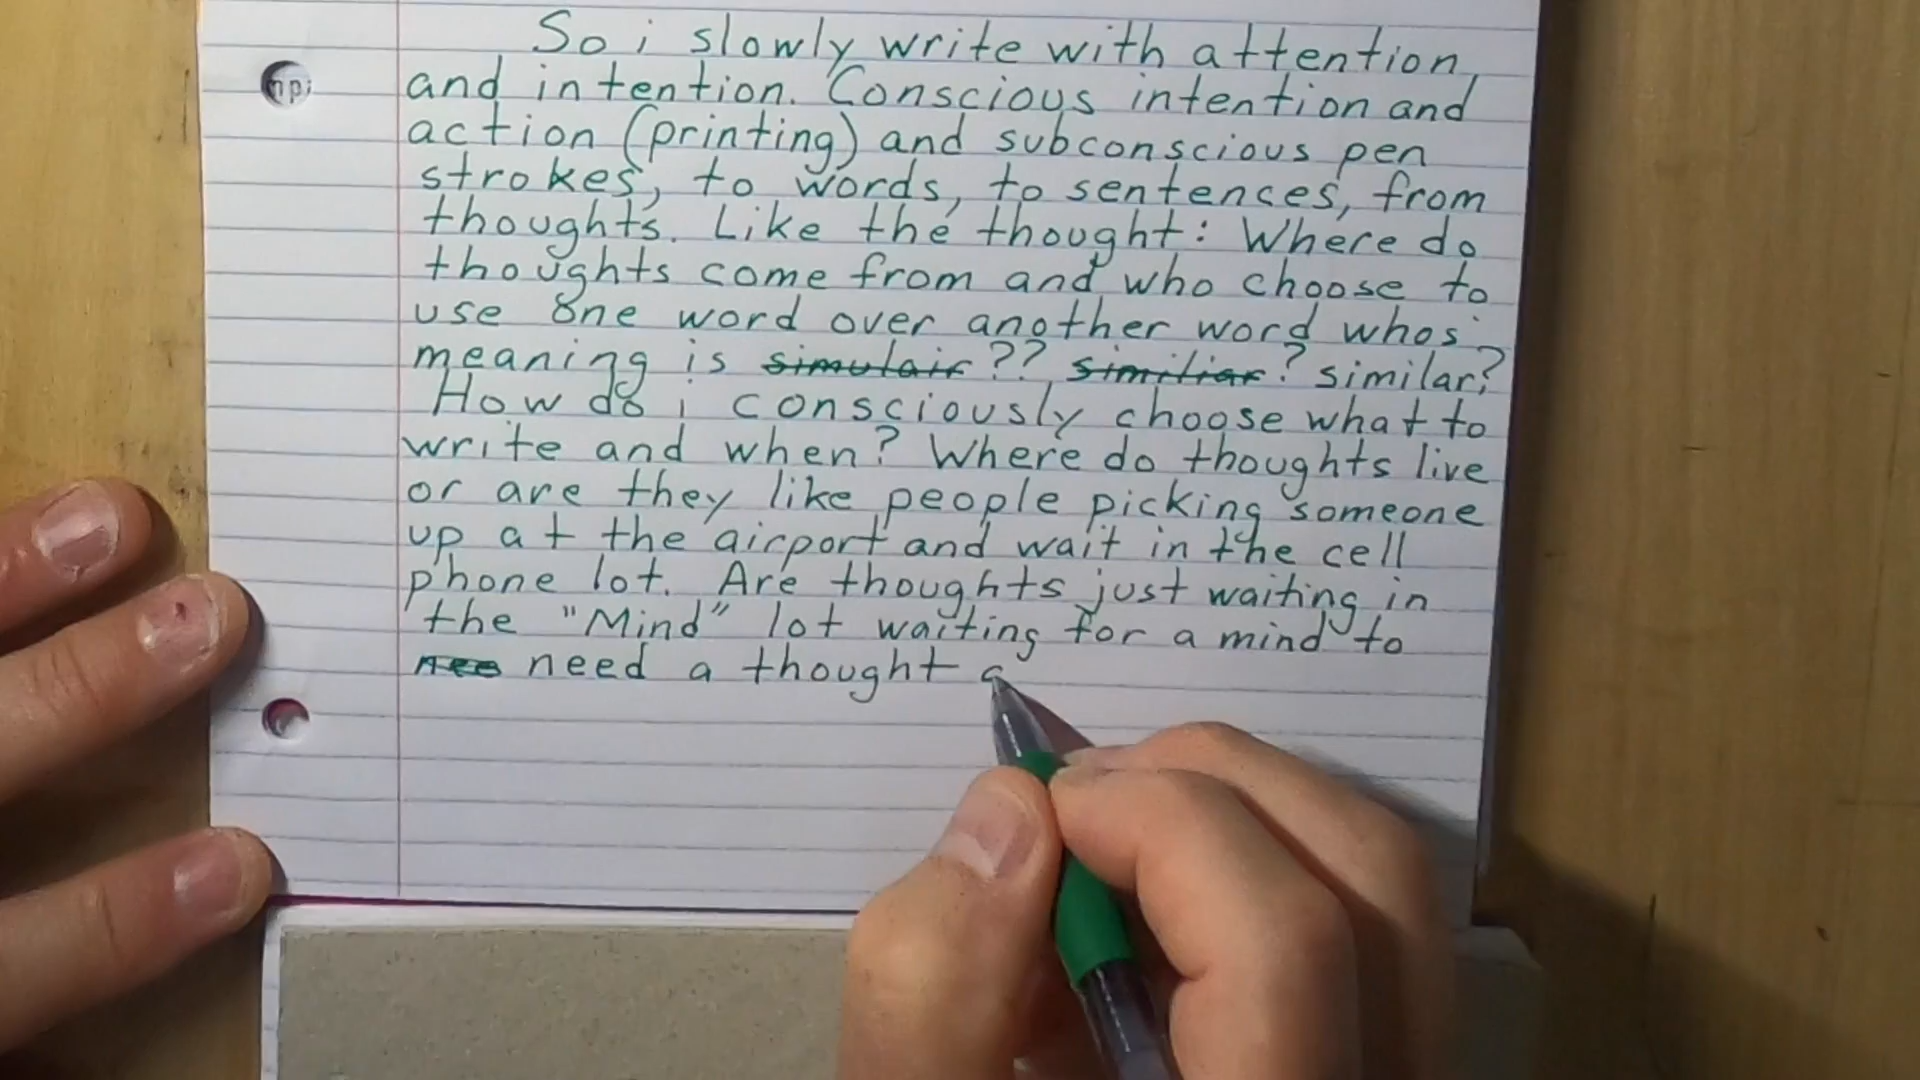 So i slowly write with attention,
and intention. Conscious intention and
action (printing) and subconscious pen
strokes, to words, to sentences, from
thoughts. Like the thought: Where do
thoughts come from and who choose to
use one word over another word whos
meaning is simulair?? similiar? similar?
How do i consciously choose what to
write and when? Where do thoughts live
or are they like people picking someone
up at the airport and wait in the cell
phone lot. Are thoughts just waiting in
the "Mind" lot waiting for a mind to
nee need a thought